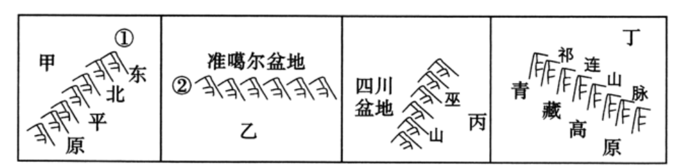 ①
甲
东北平原
准噶尔盆地
②
乙
四川
盆地
巫山
丙
丁
祁连山脉
青藏高原